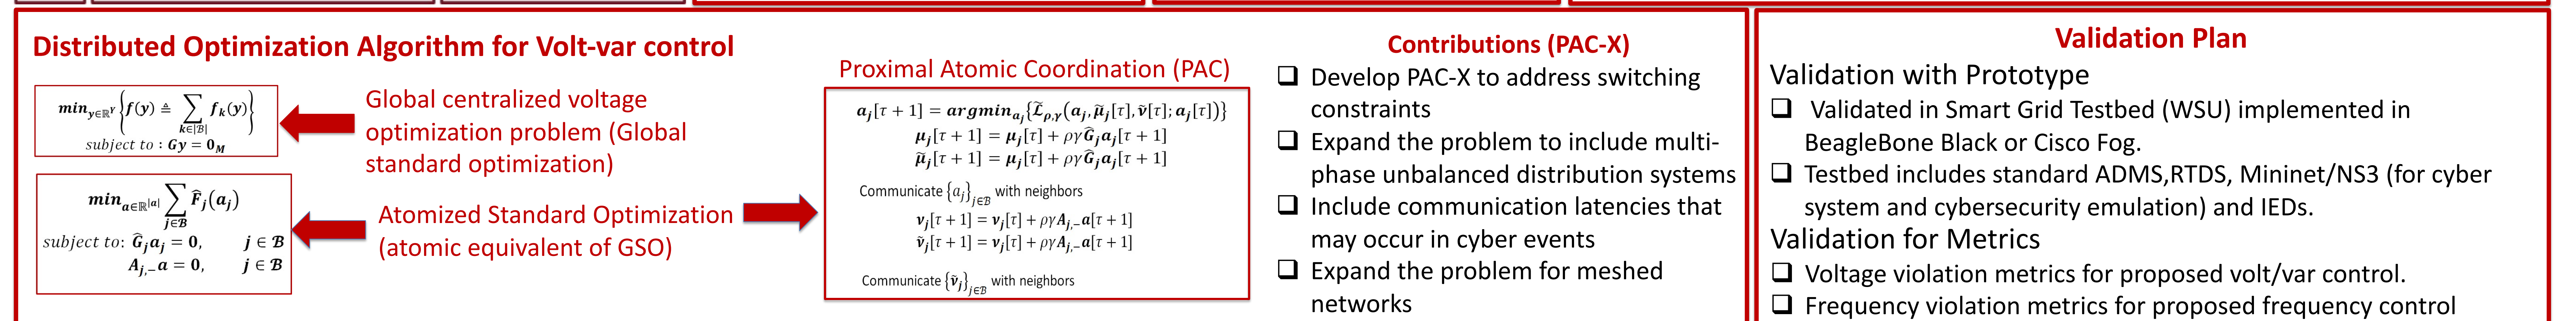 Distributed Optimization Algorithm for Volt-var control
min_{y∈ℝ^Y} { f(y) ≜ ∑_{k∈|ℬ|} f_k(y) }
subject to : Gy = 0_M
Global centralized voltage
optimization problem (Global
standard optimization)
min_{a∈ℝ^{|a|}} ∑_{j∈ℬ} F̂_j(a_j)
subject to: Ĝ_j a_j = 0, j ∈ ℬ
A_{j,−} a = 0, j ∈ ℬ
Atomized Standard Optimization
(atomic equivalent of GSO)
Proximal Atomic Coordination (PAC)
a_j[τ + 1] = argmin_{a_j}{ℒ̃_{ρ,γ}(a_j, μ̃_j[τ], ν̃[τ]; a_j[τ])}
μ_j[τ + 1] = μ_j[τ] + ργĜ_j a_j[τ + 1]
μ̃_j[τ + 1] = μ_j[τ] + ργĜ_j a_j[τ + 1]
Communicate {a_j}_{j∈ℬ} with neighbors
ν_j[τ + 1] = ν_j[τ] + ργA_{j,−}a[τ + 1]
ν̃_j[τ + 1] = ν_j[τ] + ργA_{j,−}a[τ + 1]
Communicate {ν̃_j}_{j∈ℬ} with neighbors
Contributions (PAC-X)
❑ Develop PAC-X to address switching
constraints
❑ Expand the problem to include multi-
phase unbalanced distribution systems
❑ Include communication latencies that
may occur in cyber events
❑ Expand the problem for meshed
networks
Validation Plan
Validation with Prototype
❑ Validated in Smart Grid Testbed (WSU) implemented in
BeagleBone Black or Cisco Fog.
❑ Testbed includes standard ADMS,RTDS, Mininet/NS3 (for cyber
system and cybersecurity emulation) and IEDs.
Validation for Metrics
❑ Voltage violation metrics for proposed volt/var control.
❑ Frequency violation metrics for proposed frequency control